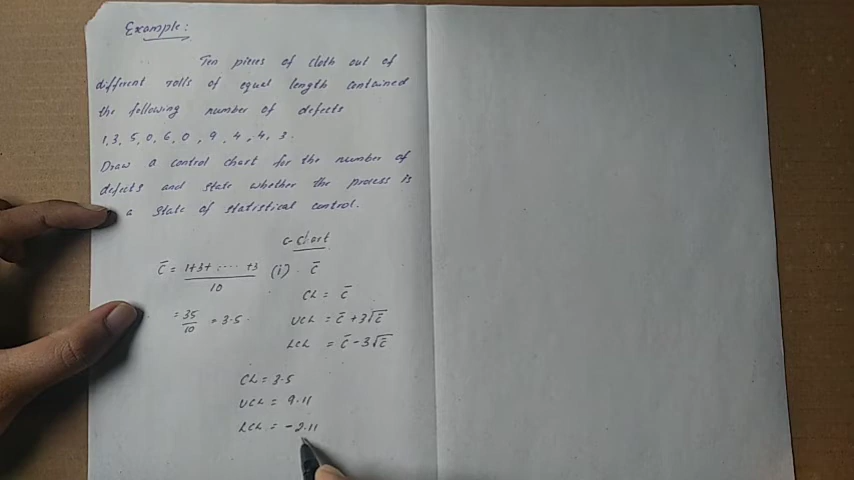 Example:
Ten pieces of cloth out of
different rolls of equal length contained
the following number of defects
1,3, 5, 0, 6, 0, 9, 4, 4, 3.
Draw a control chart for the number of
defects and state whether the process is
a state of statistical control.
C-Chart
C̄ = 1+3+.....+3 / 10 (i) C̄
= 35/10 = 3.5.
CL = C̄
UCL = C̄ + 3√C̄
LCL = C̄ - 3√C̄
CL = 3.5
UCL = 9.11
LCL = -2.11